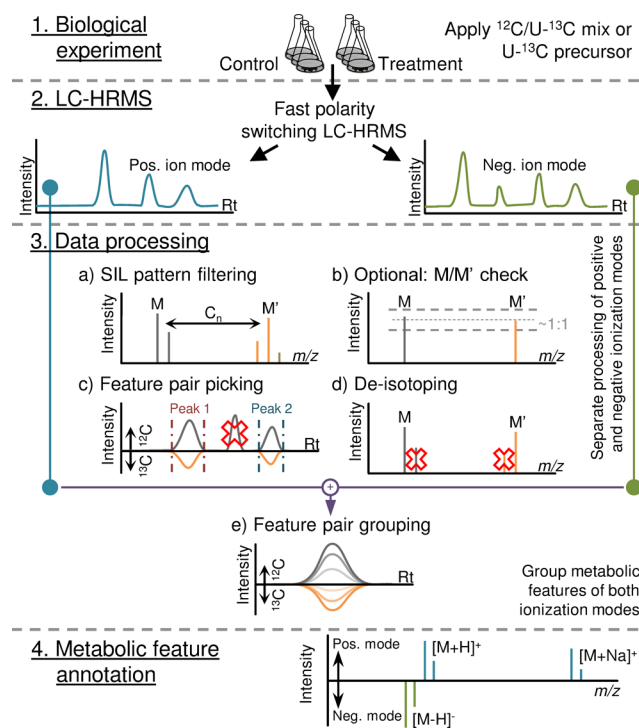 1. Biological
experiment
Control
Treatment
Apply ¹²C/U-¹³C mix or
U-¹³C precursor
2. LC-HRMS
Fast polarity
switching LC-HRMS
Intensity
Pos. ion mode
Rt
Intensity
Neg. ion mode
Rt
3. Data processing
a) SIL pattern filtering
Intensity
M
Cₙ
M'
m/z
b) Optional: M/M' check
Intensity
M
M'
~1:1
m/z
c) Feature pair picking
Intensity
¹³C ¹²C
Peak 1
Peak 2
Rt
d) De-isotoping
Intensity
M
M'
m/z
Separate processing of positive
and negative ionization modes
+
e) Feature pair grouping
Intensity
¹³C ¹²C
Rt
Group metabolic
features of both
ionization modes
4. Metabolic feature
annotation
Intensity
Pos. mode
[M+H]⁺
[M+Na]⁺
m/z
Neg. mode
[M-H]⁻